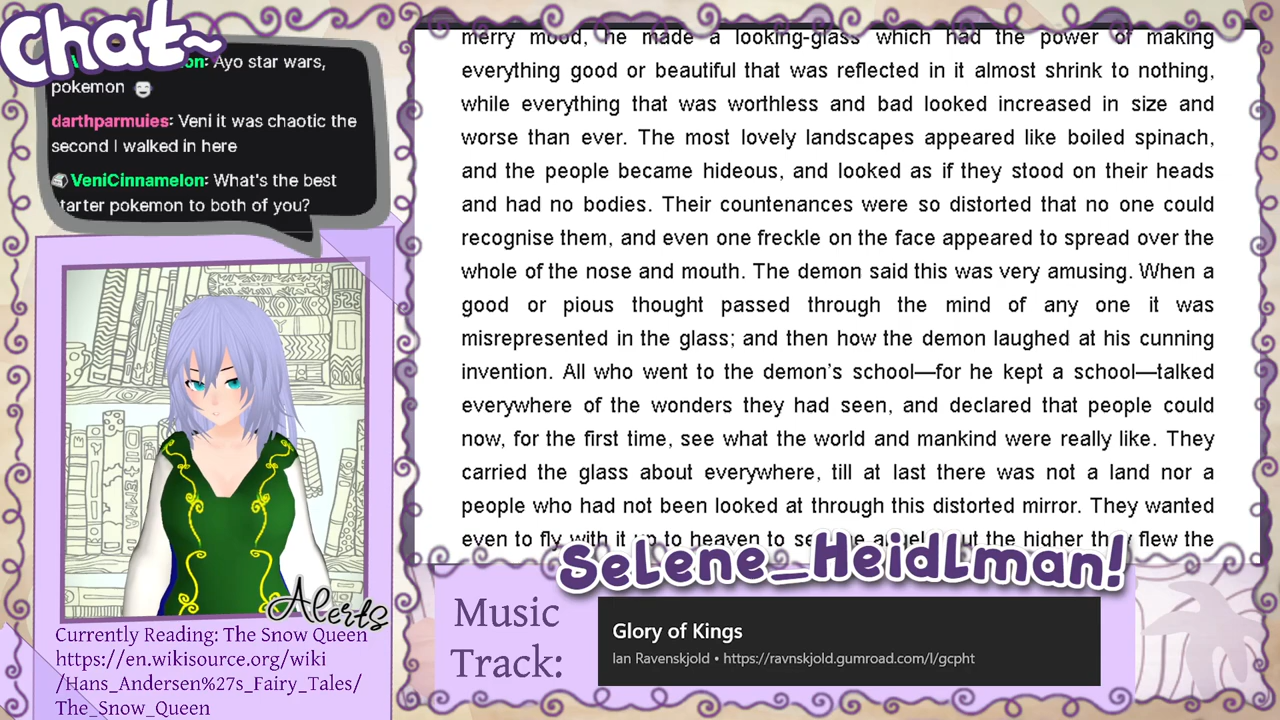 Chat~
on: Ayo star wars,
pokemon
darthparmuies: Veni it was chaotic the
second I walked in here
VeniCinnamelon: What's the best
tarter pokemon to both of you?
merry mood, he made a looking-glass which had the power of making
everything good or beautiful that was reflected in it almost shrink to nothing,
while everything that was worthless and bad looked increased in size and
worse than ever. The most lovely landscapes appeared like boiled spinach,
and the people became hideous, and looked as if they stood on their heads
and had no bodies. Their countenances were so distorted that no one could
recognise them, and even one freckle on the face appeared to spread over the
whole of the nose and mouth. The demon said this was very amusing. When a
good or pious thought passed through the mind of any one it was
misrepresented in the glass; and then how the demon laughed at his cunning
invention. All who went to the demon's school—for he kept a school—talked
everywhere of the wonders they had seen, and declared that people could
now, for the first time, see what the world and mankind were really like. They
carried the glass about everywhere, till at last there was not a land nor a
people who had not been looked at through this distorted mirror. They wanted
even to fly with it up to heaven to the higher they flew the
Selene_Heidlman!
EMMA
Alerts
Currently Reading: The Snow Queen
https://en.wikisource.org/wiki
/Hans_Andersen%27s_Fairy_Tales/
The_Snow_Queen
Music
Track:
Glory of Kings
Ian Ravenskjold • https://ravnskjold.gumroad.com/l/gcpht